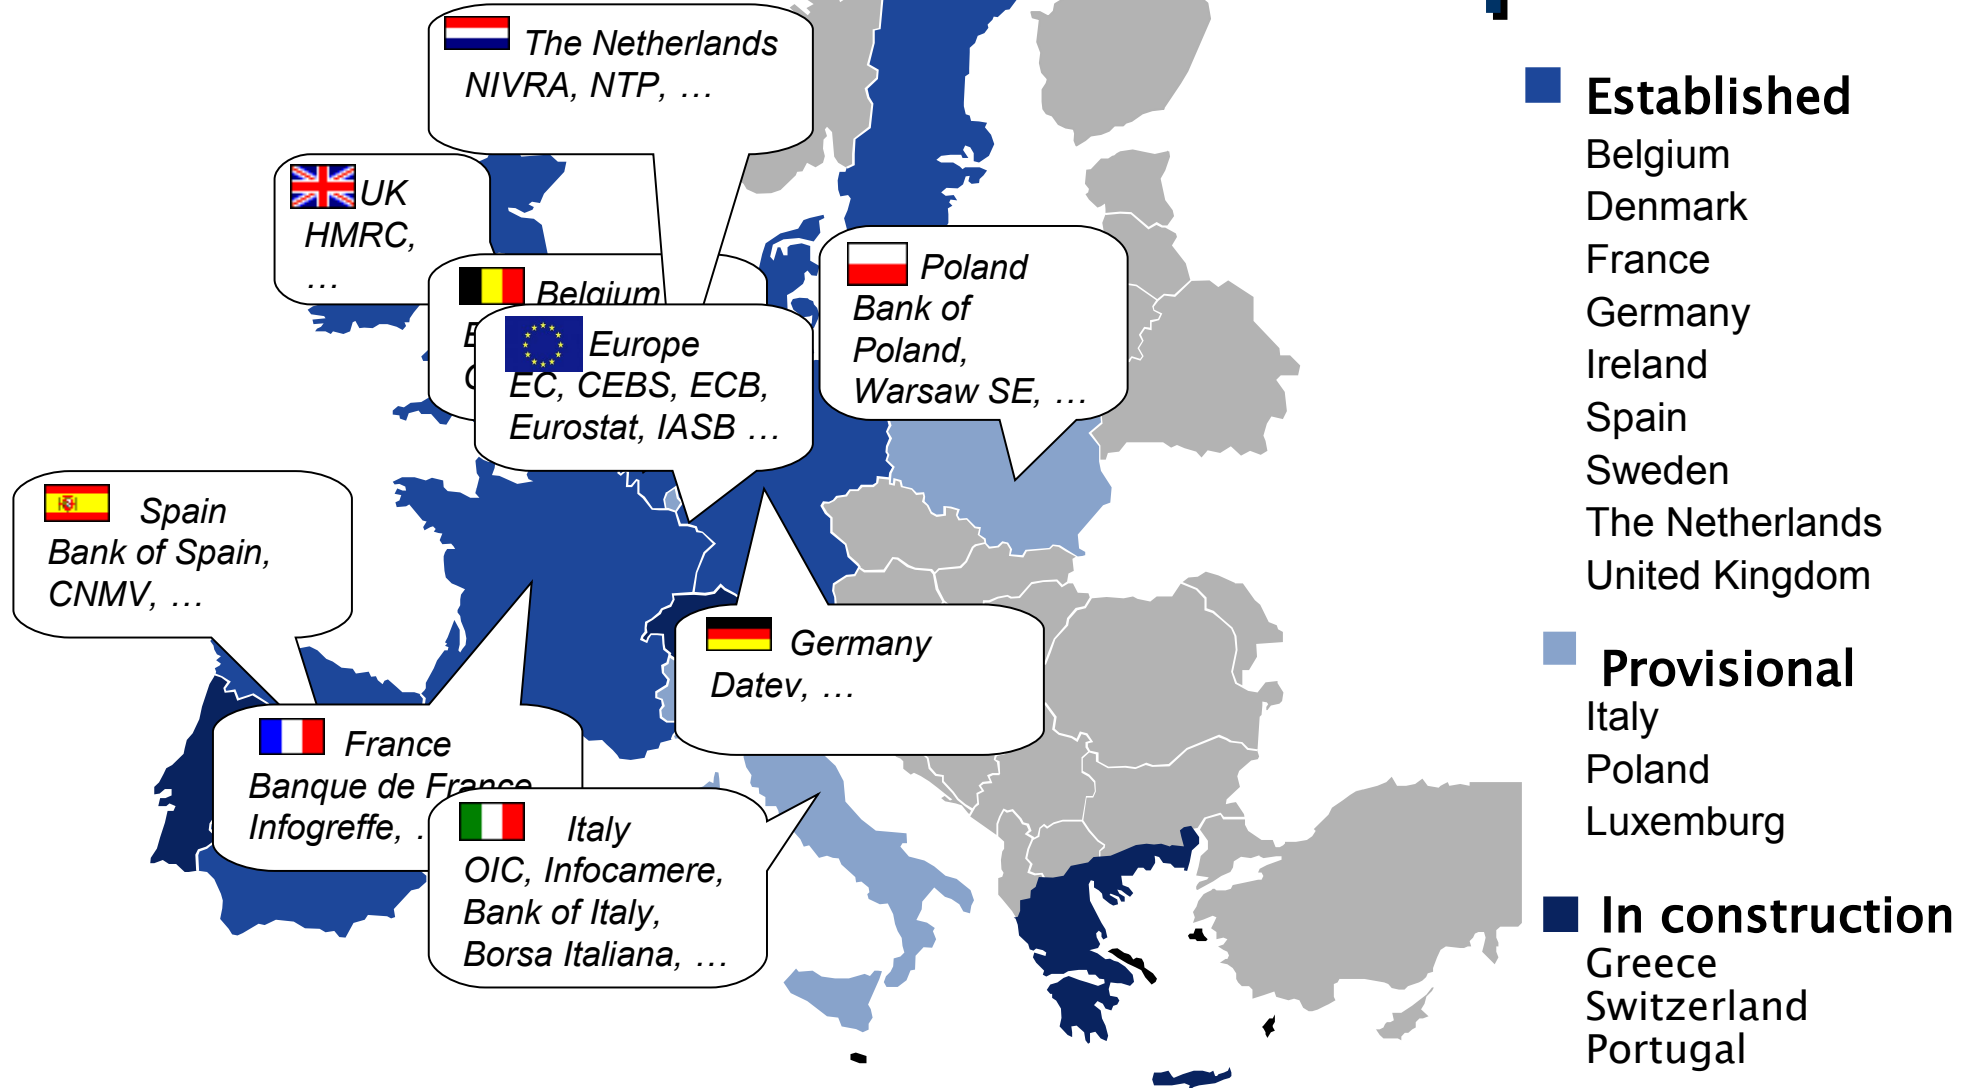 The Netherlands
NIVRA, NTP, …
UK
HMRC,
…
Belgium
Europe
EC, CEBS, ECB,
Eurostat, IASB …
Poland
Bank of
Poland,
Warsaw SE, …
Spain
Bank of Spain,
CNMV, …
Germany
Datev, …
France
Banque de France
Infogreffe,
Italy
OIC, Infocamere,
Bank of Italy,
Borsa Italiana, …
Established
Belgium
Denmark
France
Germany
Ireland
Spain
Sweden
The Netherlands
United Kingdom
Provisional
Italy
Poland
Luxemburg
In construction
Greece
Switzerland
Portugal